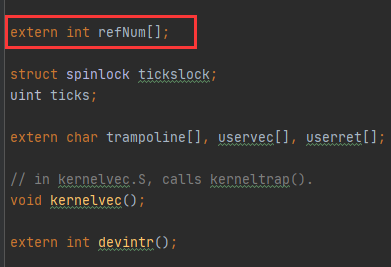 extern int refNum[];
struct spinlock tickslock;
uint ticks;
extern char trampoline[], uservec[], userret[];
// in kernelvec.S, calls kerneltrap().
void kernelvec();
extern int devintr();